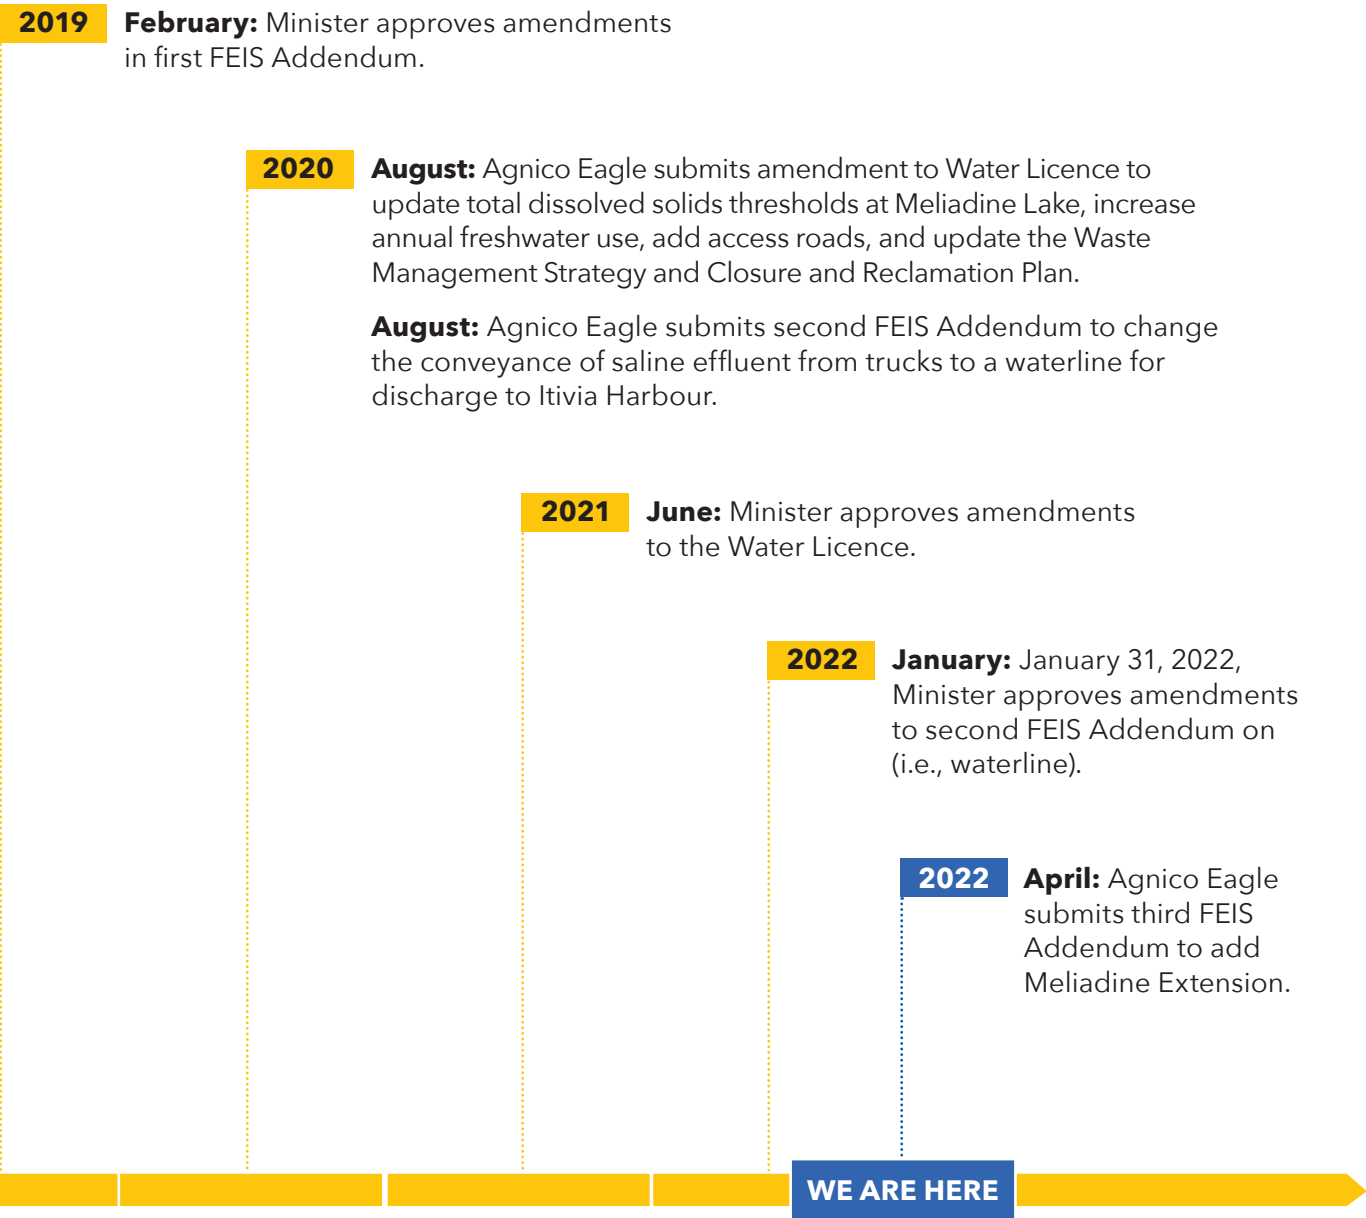 2019
February: Minister approves amendments
in first FEIS Addendum.
2020
August: Agnico Eagle submits amendment to Water Licence to
update total dissolved solids thresholds at Meliadine Lake, increase
annual freshwater use, add access roads, and update the Waste
Management Strategy and Closure and Reclamation Plan.
August: Agnico Eagle submits second FEIS Addendum to change
the conveyance of saline effluent from trucks to a waterline for
discharge to Itivia Harbour.
2021
June: Minister approves amendments
to the Water Licence.
2022
January: January 31, 2022,
Minister approves amendments
to second FEIS Addendum on
(i.e., waterline).
2022
April: Agnico Eagle
submits third FEIS
Addendum to add
Meliadine Extension.
WE ARE HERE